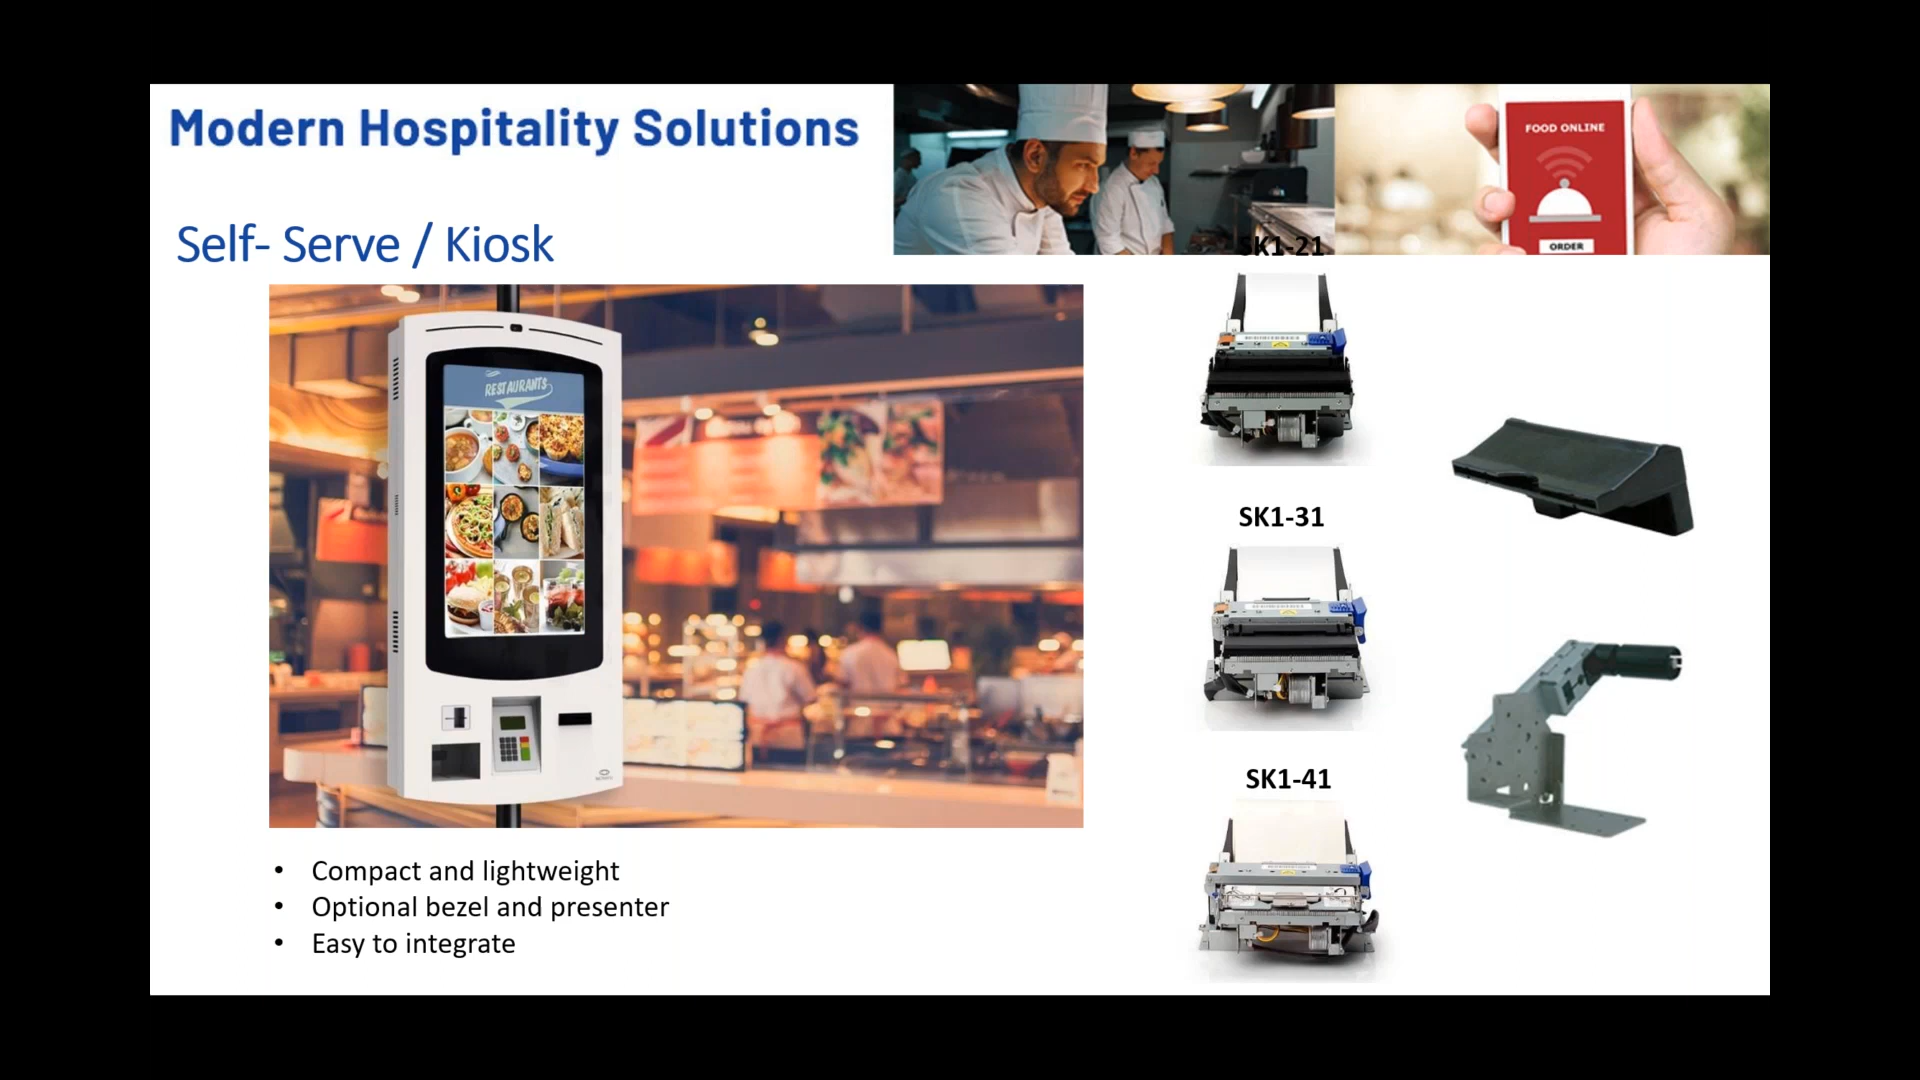 Modern Hospitality Solutions
FOOD ONLINE
ORDER
Self- Serve / Kiosk
SK1-21
RESTAURANTS
SK1-31
SK1-41
• Compact and lightweight
• Optional bezel and presenter
• Easy to integrate